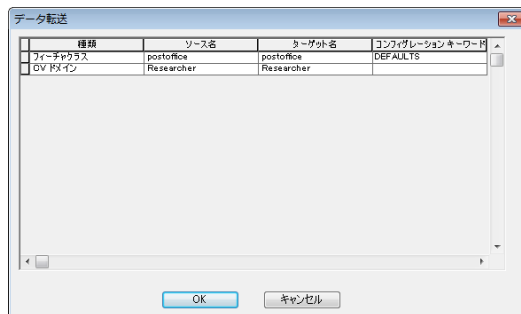 データ転送
種類 ソース名 ターゲット名 コンフィグレーション キーワード
フィーチャクラス postoffice postoffice DEFAULTS
CV ドメイン Researcher Researcher
OK キャンセル